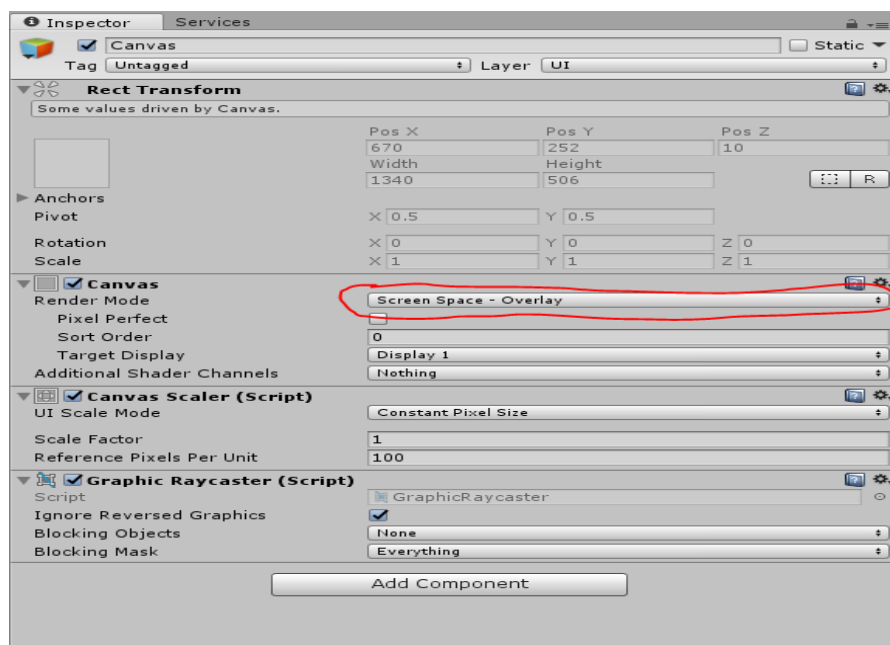 Inspector Services
Canvas Static
Tag Untagged Layer UI
Rect Transform
Some values driven by Canvas.
Pos X Pos Y Pos Z
670 252 10
Width Height
1340 506
R
Anchors
Pivot X 0.5 Y 0.5
Rotation X 0 Y 0 Z 0
Scale X 1 Y 1 Z 1
Canvas
Render Mode Screen Space - Overlay
Pixel Perfect
Sort Order 0
Target Display Display 1
Additional Shader Channels Nothing
Canvas Scaler (Script)
UI Scale Mode Constant Pixel Size
Scale Factor 1
Reference Pixels Per Unit 100
Graphic Raycaster (Script)
Script GraphicRaycaster
Ignore Reversed Graphics
Blocking Objects None
Blocking Mask Everything
Add Component